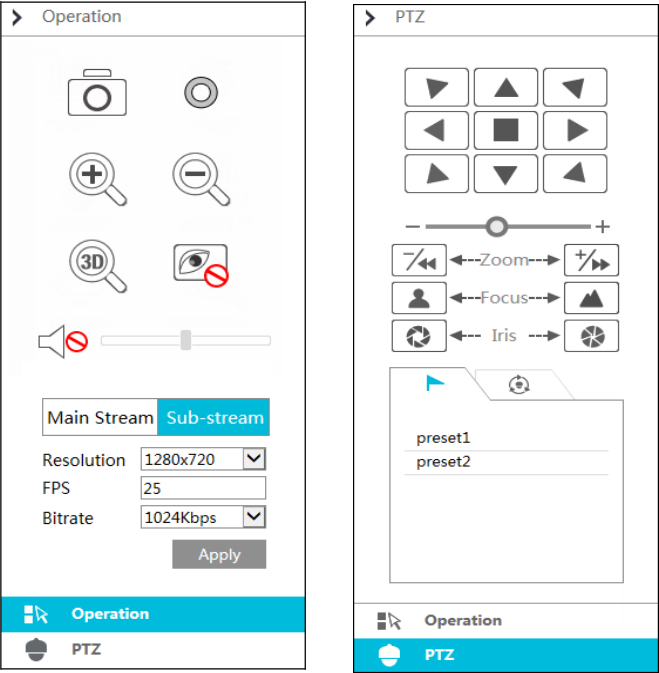 Operation
3D
Main Stream Sub-stream
Resolution 1280x720
FPS 25
Bitrate 1024Kbps
Apply
Operation
PTZ
PTZ
− +
−/ Zoom +/
Focus
Iris
preset1
preset2
Operation
PTZ